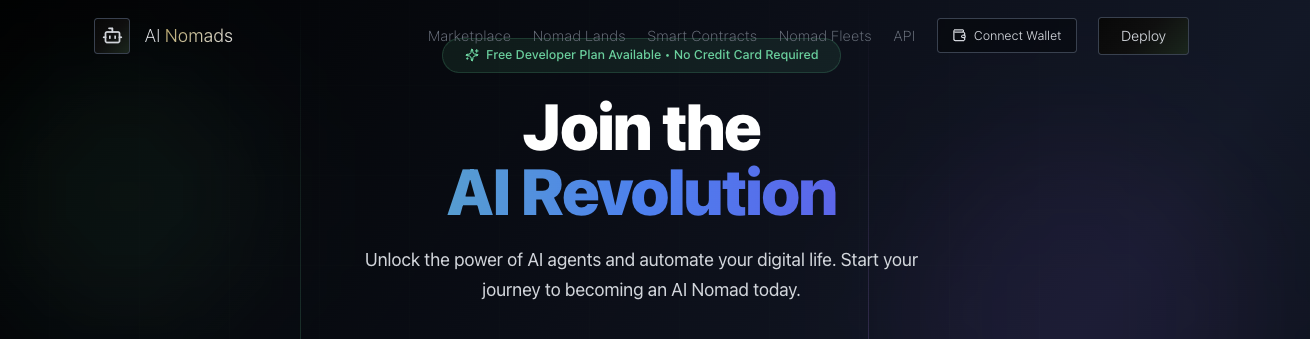 AI Nomads
Marketplace Nomad Lands Smart Contracts Nomad Fleets API
Connect Wallet
Deploy
Free Developer Plan Available • No Credit Card Required
Join the
AI Revolution
Unlock the power of AI agents and automate your digital life. Start your
journey to becoming an AI Nomad today.